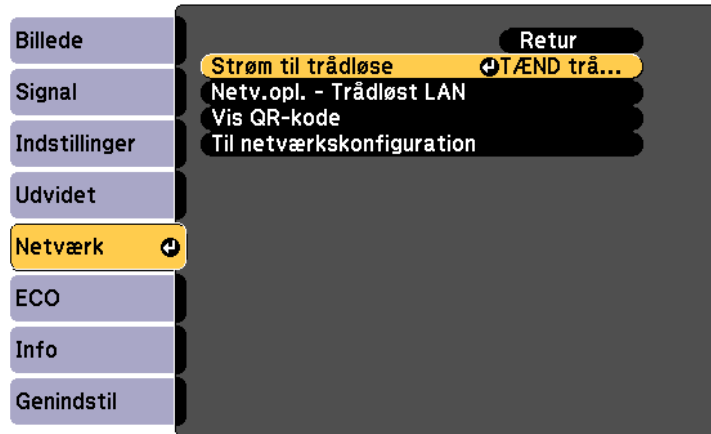 Billede
Signal
Indstillinger
Udvidet
Netværk
ECO
Info
Genindstil
Retur
Strøm til trådløse TÆND trå...
Netv.opl. - Trådløst LAN
Vis QR-kode
Til netværkskonfiguration